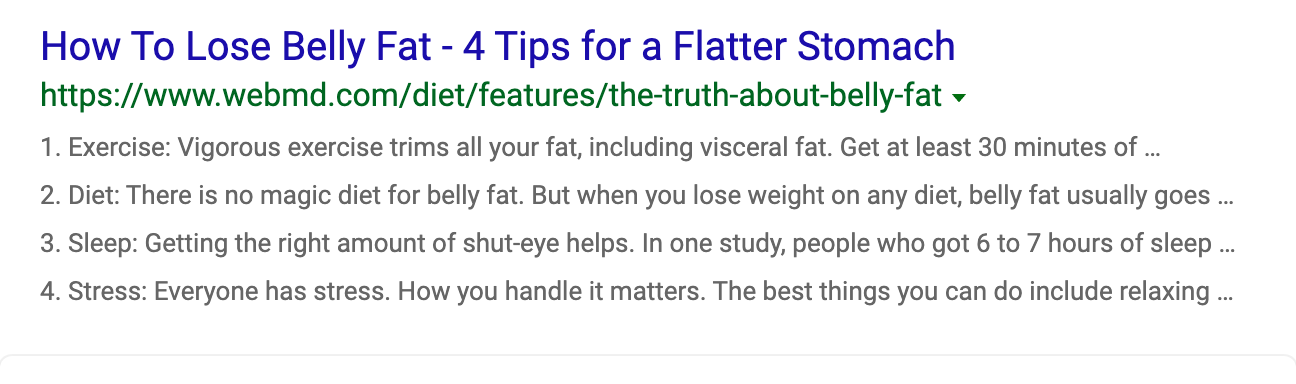 How To Lose Belly Fat - 4 Tips for a Flatter Stomach
https://www.webmd.com/diet/features/the-truth-about-belly-fat
1. Exercise: Vigorous exercise trims all your fat, including visceral fat. Get at least 30 minutes of ...
2. Diet: There is no magic diet for belly fat. But when you lose weight on any diet, belly fat usually goes ...
3. Sleep: Getting the right amount of shut-eye helps. In one study, people who got 6 to 7 hours of sleep ...
4. Stress: Everyone has stress. How you handle it matters. The best things you can do include relaxing ...